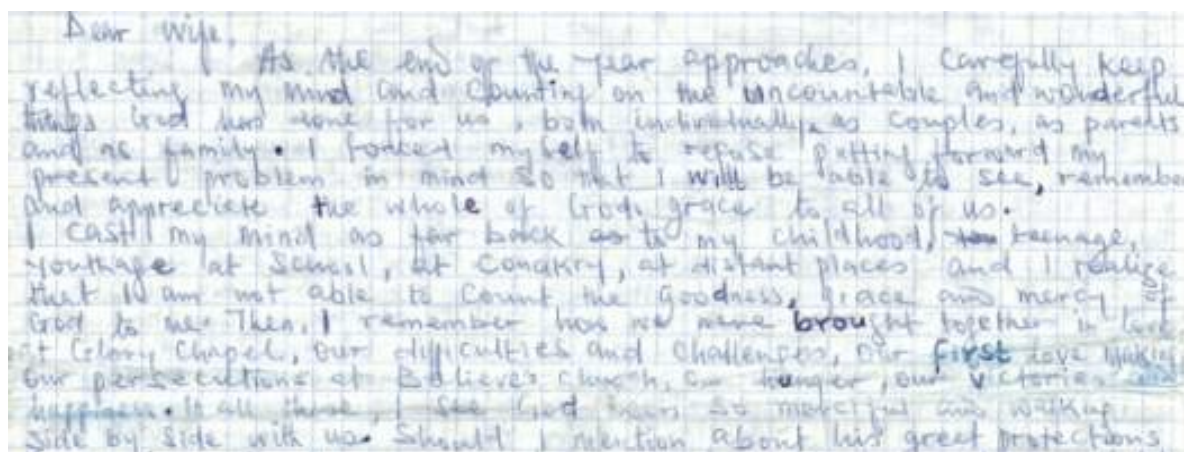 Dear Wife,
As the end of the year approaches, I carefully keep
reflecting my mind and counting on the uncountable and wonderful
things God has done for us, both individually, as couples, as parents
and as family. I forced myself to refuse putting forward my
present problem in mind so that I will be able to see, remember
and appreciate the whole of God's grace to all of us.
I cast my mind as far back as to my childhood, teenage,
youthage at School, at Conakry, at distant places and I realize
that I am not able to count the goodness, grace and mercy of
God to me. Then, I remember how we were brought together in love
at Glory Chapel, our difficulties and challenges, our first love making
our persecutions at Believe's Church, our hunger, our victories and
happiness. In all these, I see God been so merciful and walking
side by side with us. Should I mention about his great protections